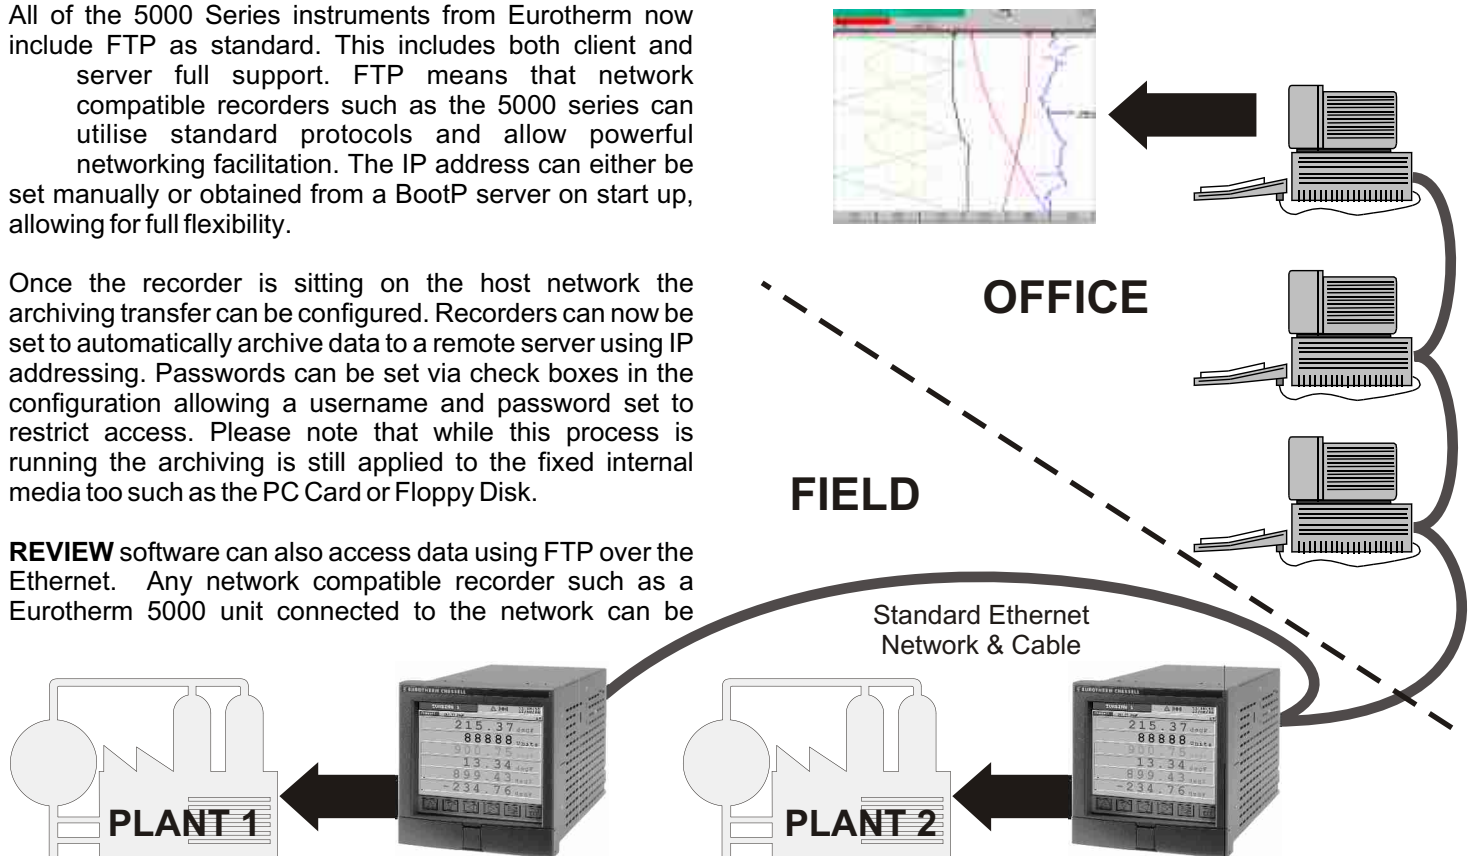 All of the 5000 Series instruments from Eurotherm now
include FTP as standard. This includes both client and
server full support. FTP means that network
compatible recorders such as the 5000 series can
utilise standard protocols and allow powerful
networking facilitation. The IP address can either be
set manually or obtained from a BootP server on start up,
allowing for full flexibility.
Once the recorder is sitting on the host network the
archiving transfer can be configured. Recorders can now be
set to automatically archive data to a remote server using IP
addressing. Passwords can be set via check boxes in the
configuration allowing a username and password set to
restrict access. Please note that while this process is
running the archiving is still applied to the fixed internal
media too such as the PC Card or Floppy Disk.
REVIEW software can also access data using FTP over the
Ethernet. Any network compatible recorder such as a
Eurotherm 5000 unit connected to the network can be
OFFICE
FIELD
Standard Ethernet
Network & Cable
PLANT 1
EUROTHERM CHESSELL
215.37
88888 Units
900.75
13.34
899.43
-234.76
PLANT 2
EUROTHERM CHESSELL
215.37
88888 Units
900.75
13.34
899.43
-234.76